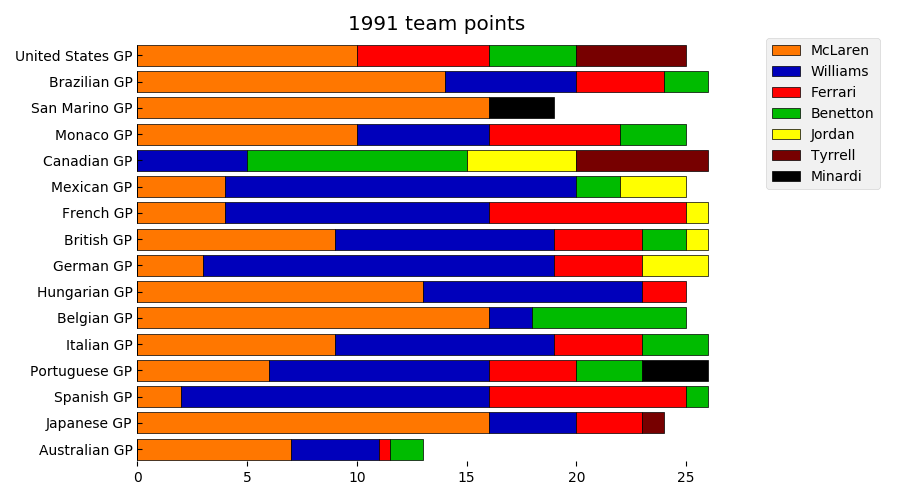 1991 team points
United States GP
Brazilian GP
San Marino GP
Monaco GP
Canadian GP
Mexican GP
French GP
British GP
German GP
Hungarian GP
Belgian GP
Italian GP
Portuguese GP
Spanish GP
Japanese GP
Australian GP
0 5 10 15 20 25
McLaren
Williams
Ferrari
Benetton
Jordan
Tyrrell
Minardi